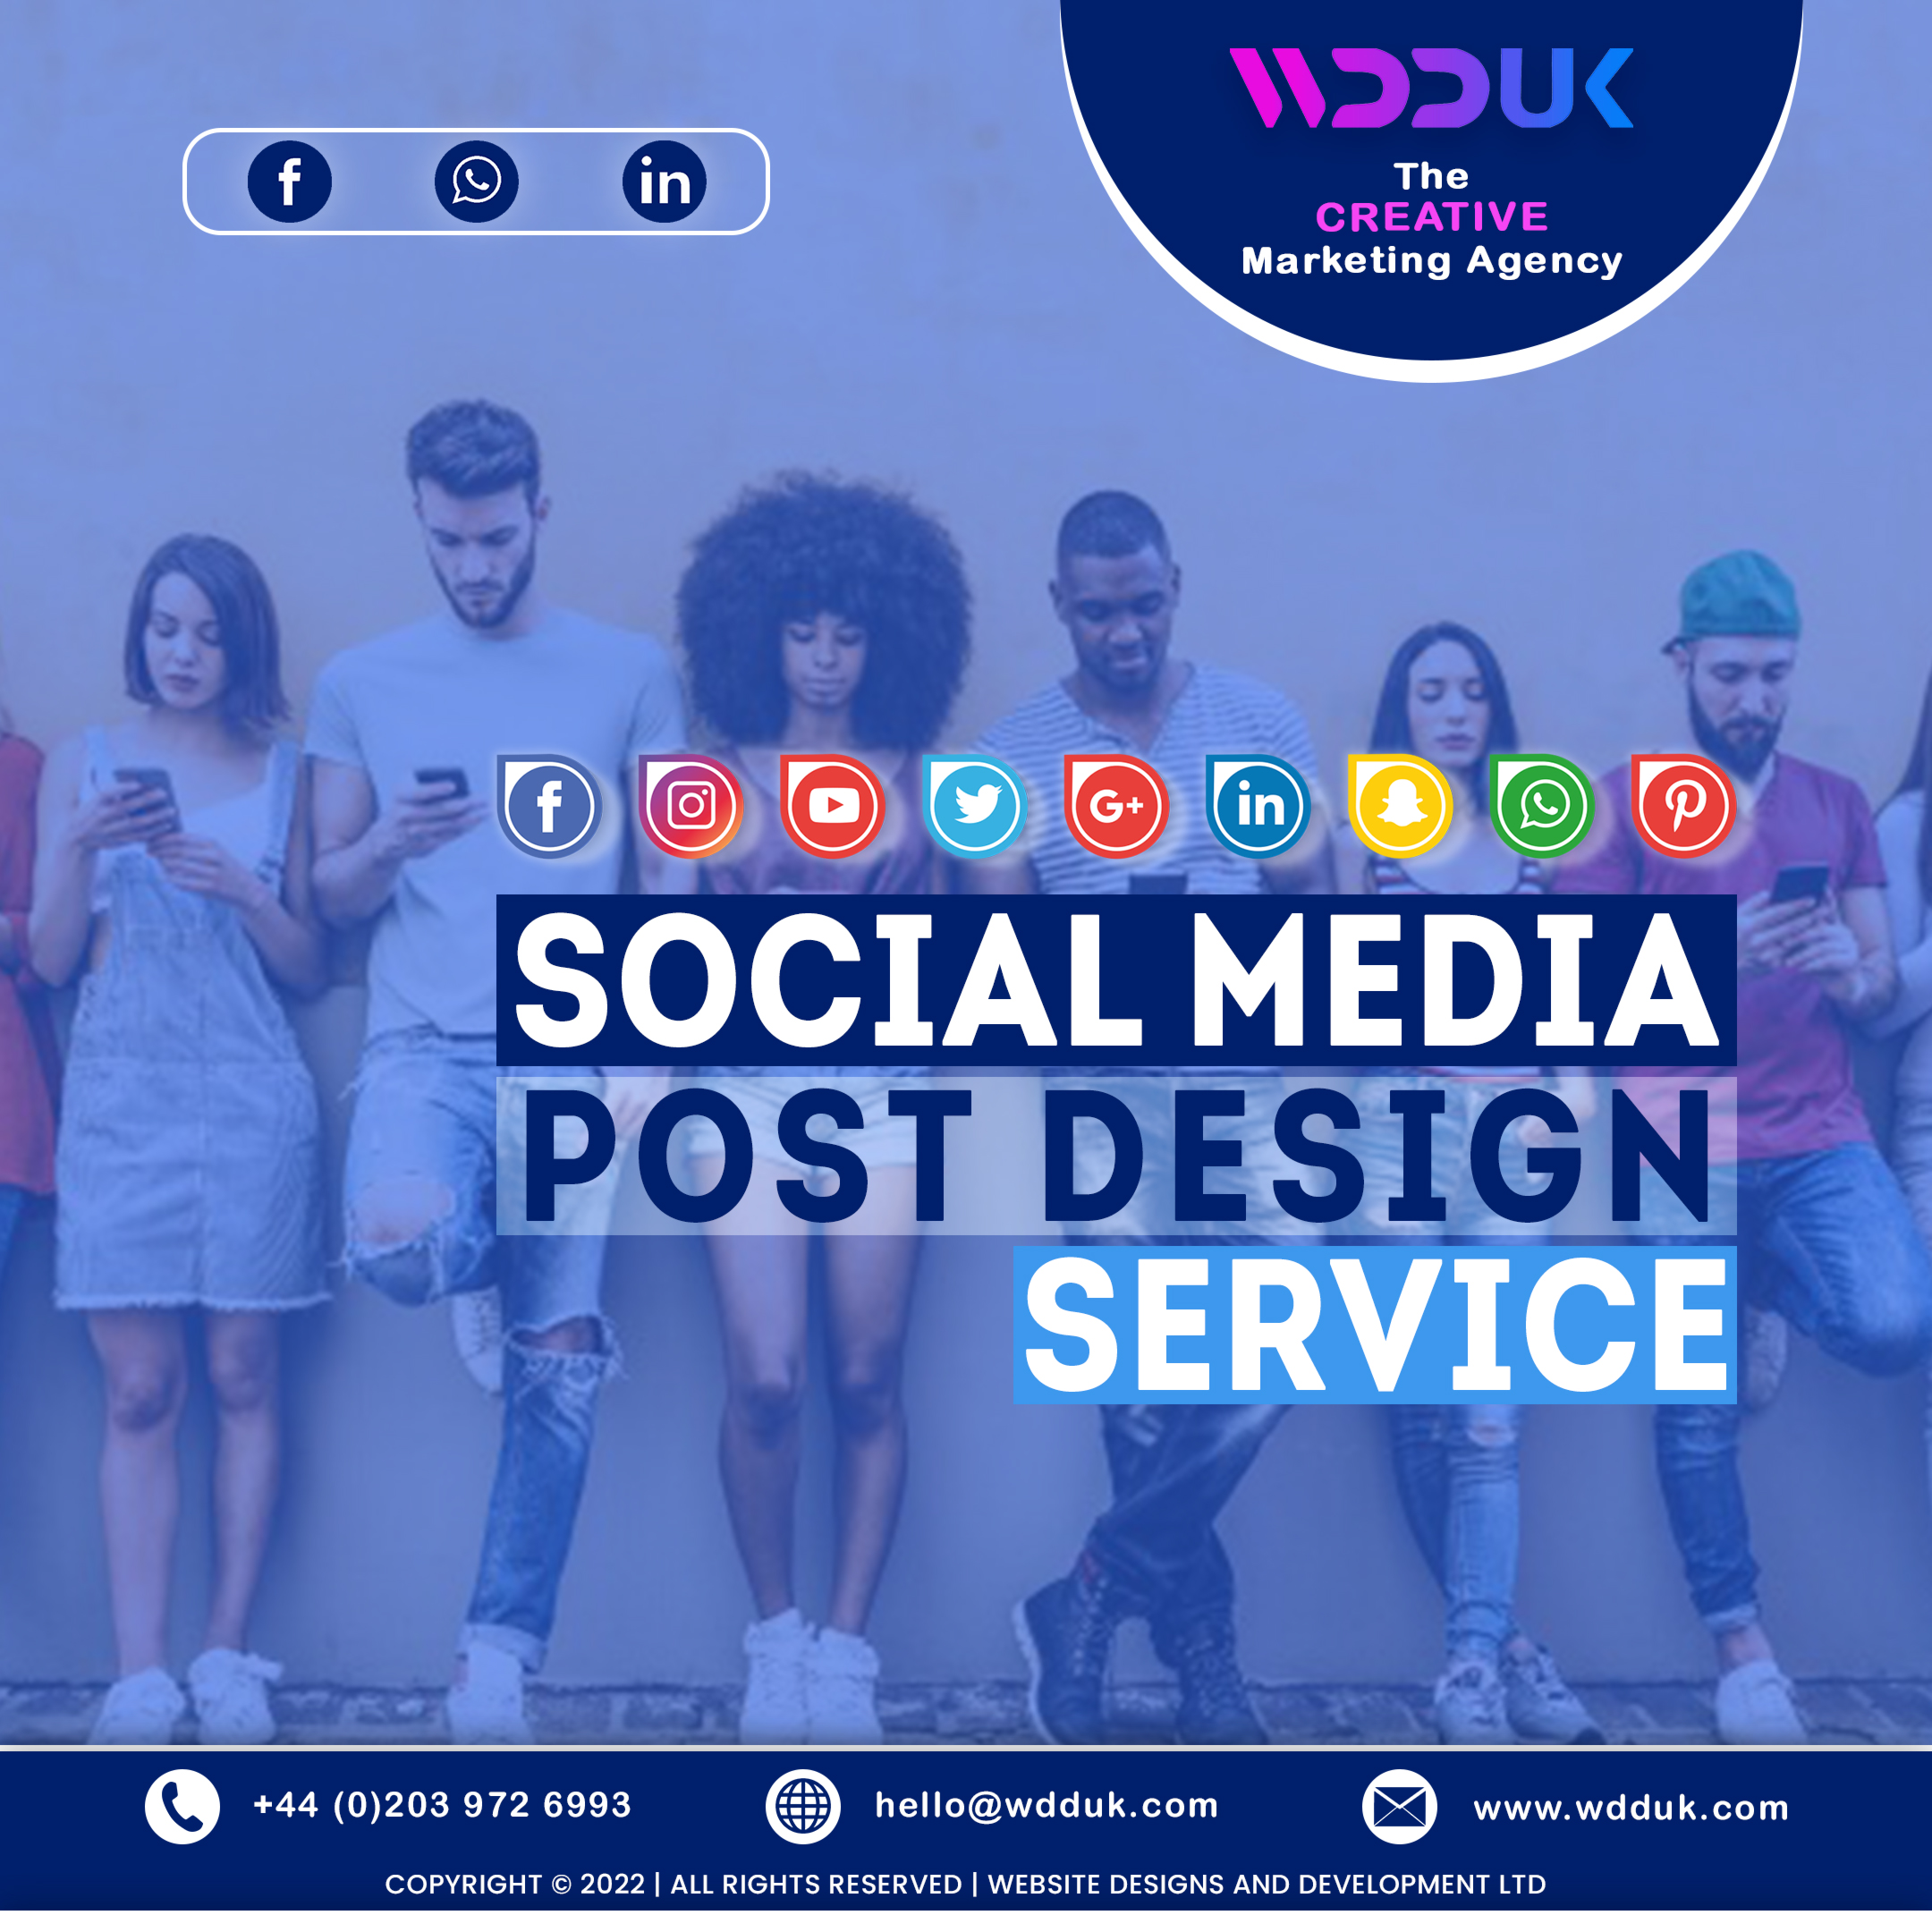 WDDUK
The
CREATIVE
Marketing Agency
SOCIAL MEDIA
POST DESIGN
SERVICE
+44 (0)203 972 6993
hello@wdduk.com
www.wdduk.com
COPYRIGHT © 2022 | ALL RIGHTS RESERVED | WEBSITE DESIGNS AND DEVELOPMENT LTD